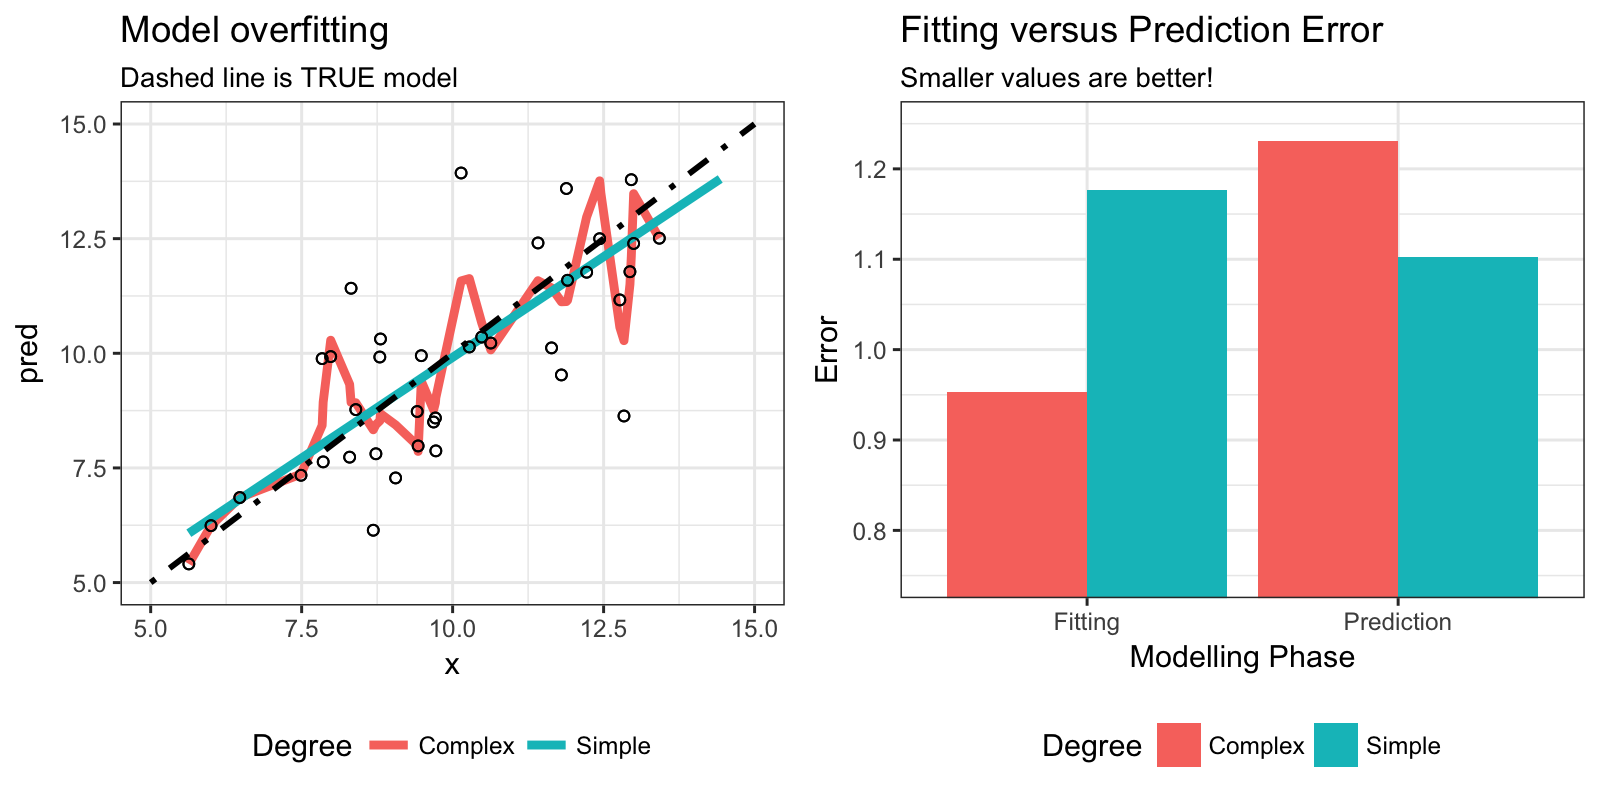 Model overfitting
Dashed line is TRUE model
15.0
12.5
10.0
7.5
5.0
pred
5.0 7.5 10.0 12.5 15.0
x
Degree Complex Simple
Fitting versus Prediction Error
Smaller values are better!
1.2
1.1
1.0
0.9
0.8
Error
Fitting Prediction
Modelling Phase
Degree Complex Simple